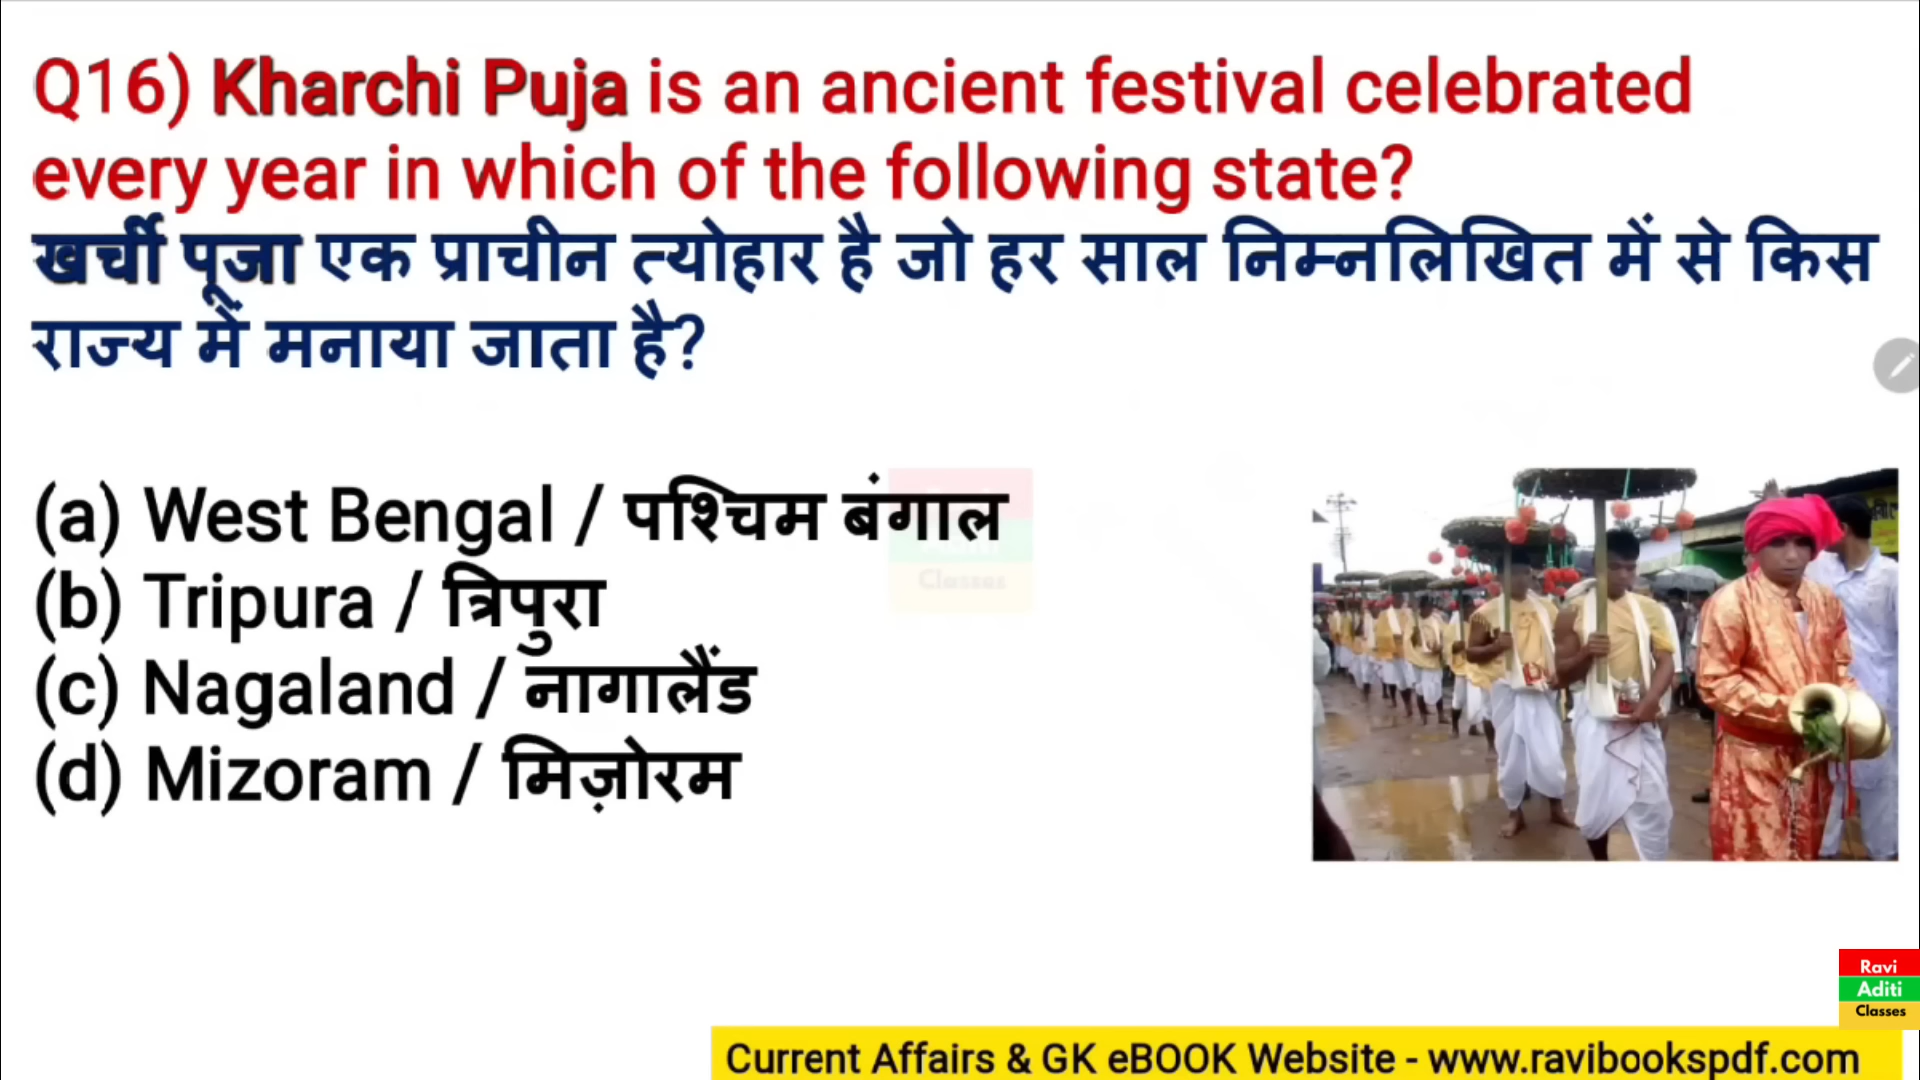 Q16) Kharchi Puja is an ancient festival celebrated
every year in which of the following state?
खर्ची पूजा एक प्राचीन त्योहार है जो हर साल निम्नलिखित में से किस
राज्य में मनाया जाता है?
(a) West Bengal / पश्चिम बंगाल
(b) Tripura / त्रिपुरा
(c) Nagaland / नागालैंड
(d) Mizoram / मिज़ोरम
Classes
Ravi
Aditi
Classes
Current Affairs & GK eBOOK Website - www.ravibookspdf.com